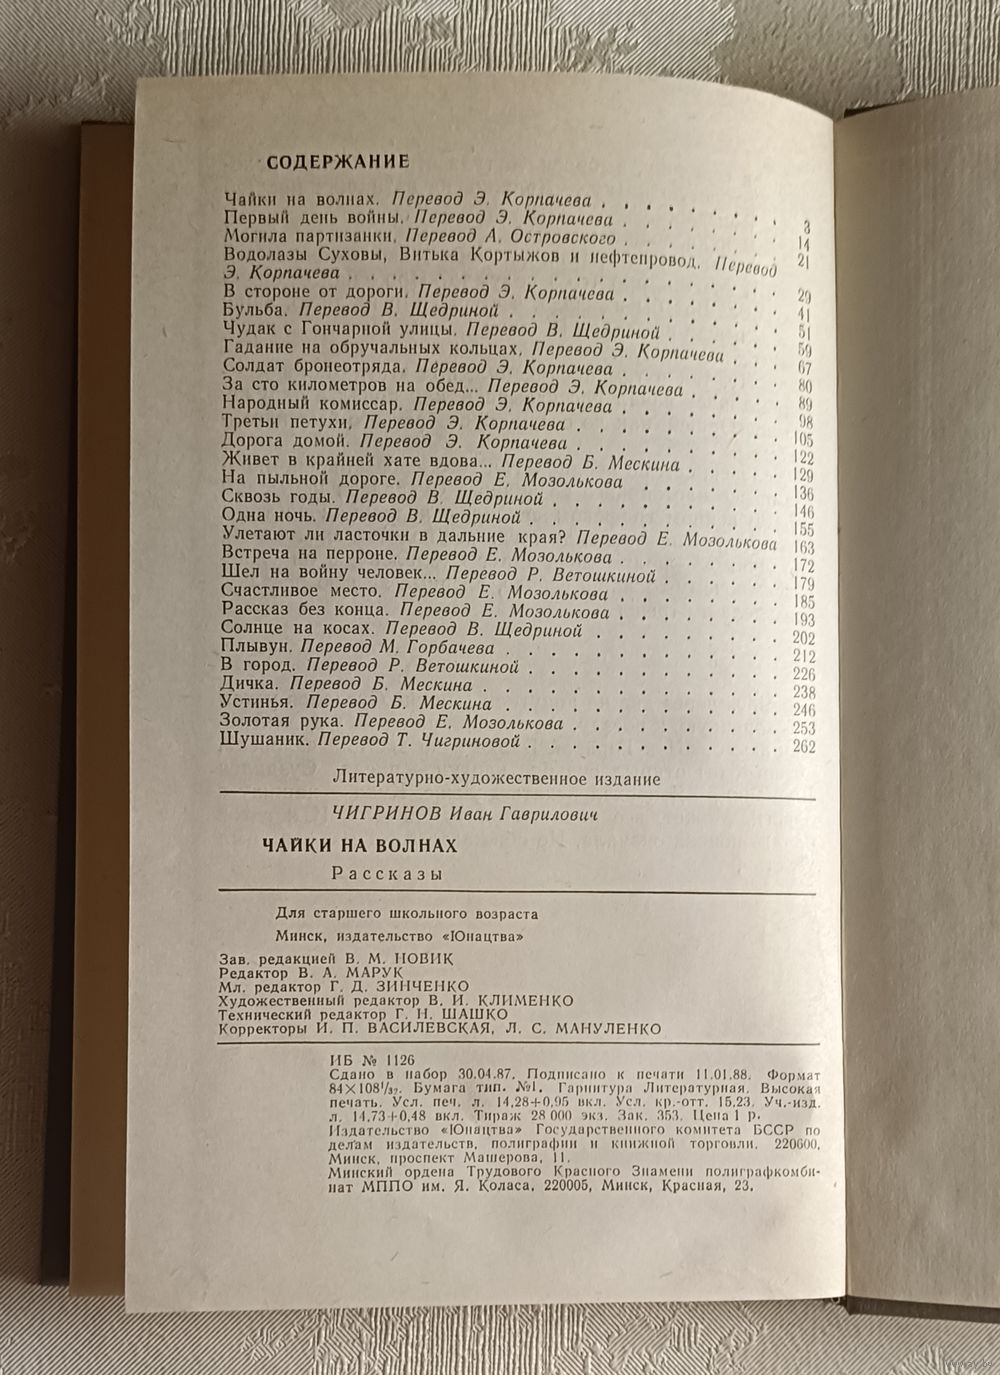 СОДЕРЖАНИЕ
Чайки на волнах. Перевод Э. Корпачева . . . . . . . . . 3
Первый день войны. Перевод Э. Корпачева . . . . . . . . 14
Могила партизанки. Перевод А. Островского . . . . . . . 21
Водолазы Суховы, Витька Кортыжов и нефтепровод. Перевод
Э. Корпачева . . . . . . . . . . . . . . . . 29
В стороне от дороги. Перевод Э. Корпачева . . . . . . . 41
Бульба. Перевод В. Щедриной . . . . . . . . . . . 51
Чудак с Гончарной улицы. Перевод В. Щедриной . . . . . 59
Гадание на обручальных кольцах. Перевод Э. Корпачева . . . 67
Солдат бронеотряда. Перевод Э. Корпачева . . . . . . . 80
За сто километров на обед... Перевод Э. Корпачева . . . . . 89
Народный комиссар. Перевод Э. Корпачева . . . . . . . 98
Третьи петухи. Перевод Э. Корпачева . . . . . . . . . 105
Дорога домой. Перевод Э. Корпачева . . . . . . . . . 122
Живет в крайней хате вдова... Перевод Б. Мескина . . . . . 129
На пыльной дороге. Перевод Е. Мозолькова . . . . . . . 136
Сквозь годы. Перевод В. Щедриной . . . . . . . . . . 146
Одна ночь. Перевод В. Щедриной . . . . . . . . . . . 155
Улетают ли ласточки в дальние края? Перевод Е. Мозолькова 163
Встреча на перроне. Перевод Е. Мозолькова . . . . . . . 172
Шел на войну человек... Перевод Р. Ветошкиной . . . . . . 179
Счастливое место. Перевод Е. Мозолькова . . . . . . . . 185
Рассказ без конца. Перевод Е. Мозолькова . . . . . . . . 193
Солнце на косах. Перевод В. Щедриной . . . . . . . . . 202
Плывун. Перевод М. Горбачева . . . . . . . . . . . 212
В город. Перевод Р. Ветошкиной . . . . . . . . . . . 226
Дичка. Перевод Б. Мескина . . . . . . . . . . . . . 238
Устинья. Перевод Б. Мескина . . . . . . . . . . . . 246
Золотая рука. Перевод Е. Мозолькова . . . . . . . . . 253
Шушаник. Перевод Т. Чигриновой . . . . . . . . . . . 262
Литературно-художественное издание
ЧИГРИНОВ Иван Гаврилович
ЧАЙКИ НА ВОЛНАХ
Рассказы
Для старшего школьного возраста
Минск, издательство «Юнацтва»
Зав. редакцией В. М. НОВИК
Редактор В. А. МАРУК
Мл. редактор Г. Д. ЗИНЧЕНКО
Художественный редактор В. И. КЛИМЕНКО
Технический редактор Г. Н. ШАШКО
Корректоры И. П. ВАСИЛЕВСКАЯ, Л. С. МАНУЛЕНКО
ИБ № 1126
Сдано в набор 30.04.87. Подписано к печати 11.01.88. Формат
84×108¹/₃₂. Бумага тип. №1. Гарнитура Литературная. Высокая
печать. Усл. печ. л. 14,28+0,95 вкл. Усл. кр.-отт. 15,23. Уч.-изд.
л. 14,73+0,48 вкл. Тираж 28 000 экз. Зак. 353. Цена 1 р.
Издательство «Юнацтва» Государственного комитета БССР по
делам издательств, полиграфии и книжной торговли. 220600,
Минск, проспект Машерова, 11.
Минский ордена Трудового Красного Знамени полиграфкомби-
нат МППО им. Я. Коласа. 220005, Минск, Красная, 23.